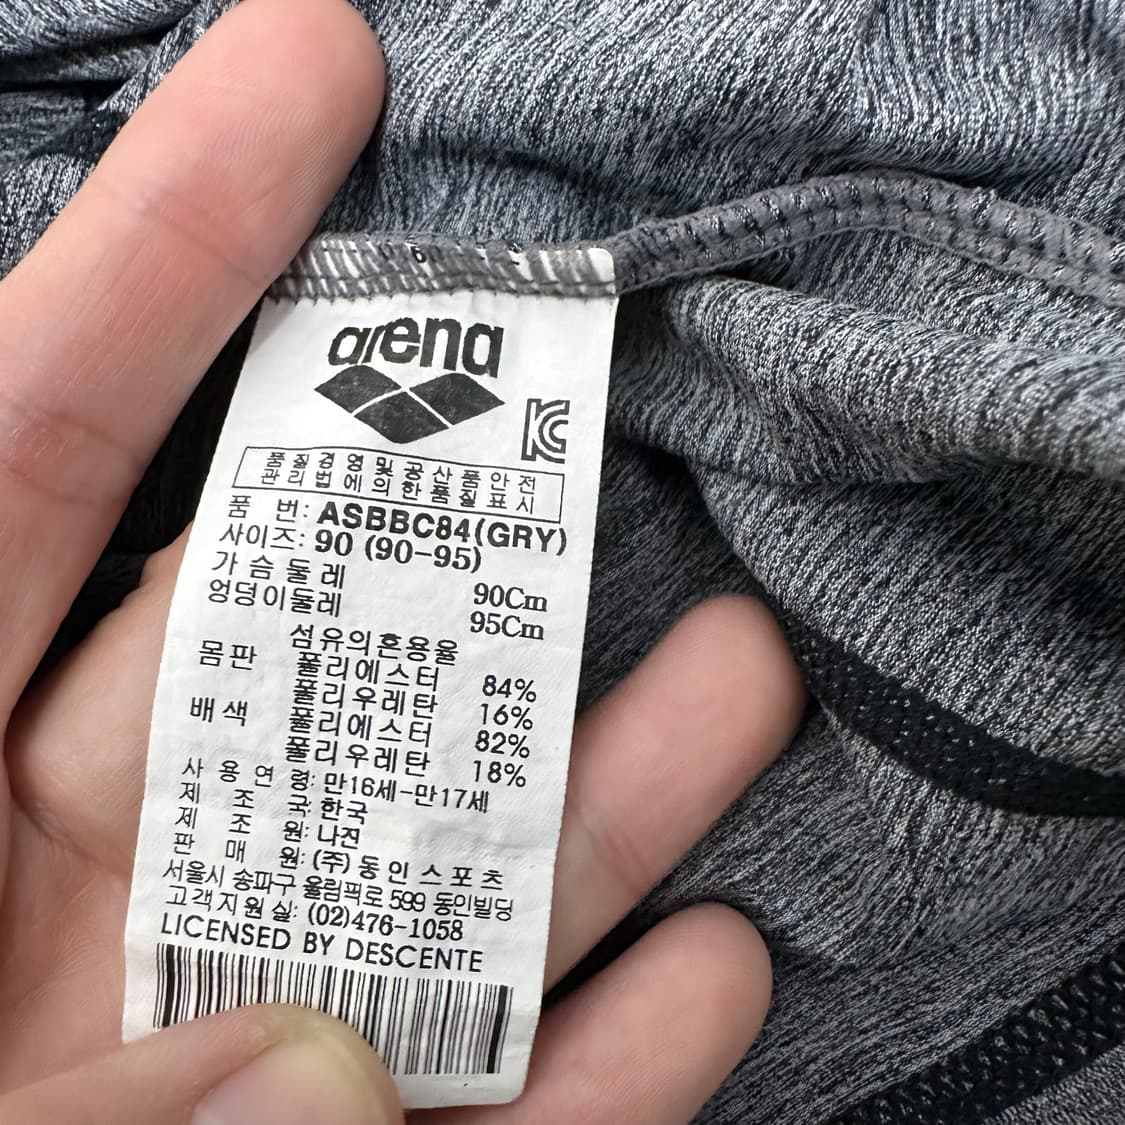 arena
KC
품질경영및공산품안전
관리법에의한품질표시
품 번: ASBBC84(GRY)
사이즈: 90 (90-95)
가슴둘레 90Cm
엉덩이둘레 95Cm
섬유의혼용율
몸판 폴리에스터 84%
폴리우레탄 16%
배색 폴리에스터 82%
폴리우레탄 18%
사용연령: 만16세-만17세
제조국: 한국
제조원: 나진
판매원: (주)동인스포츠
서울시 송파구 올림픽로 599 동인빌딩
고객지원실: (02)476-1058
LICENSED BY DESCENTE